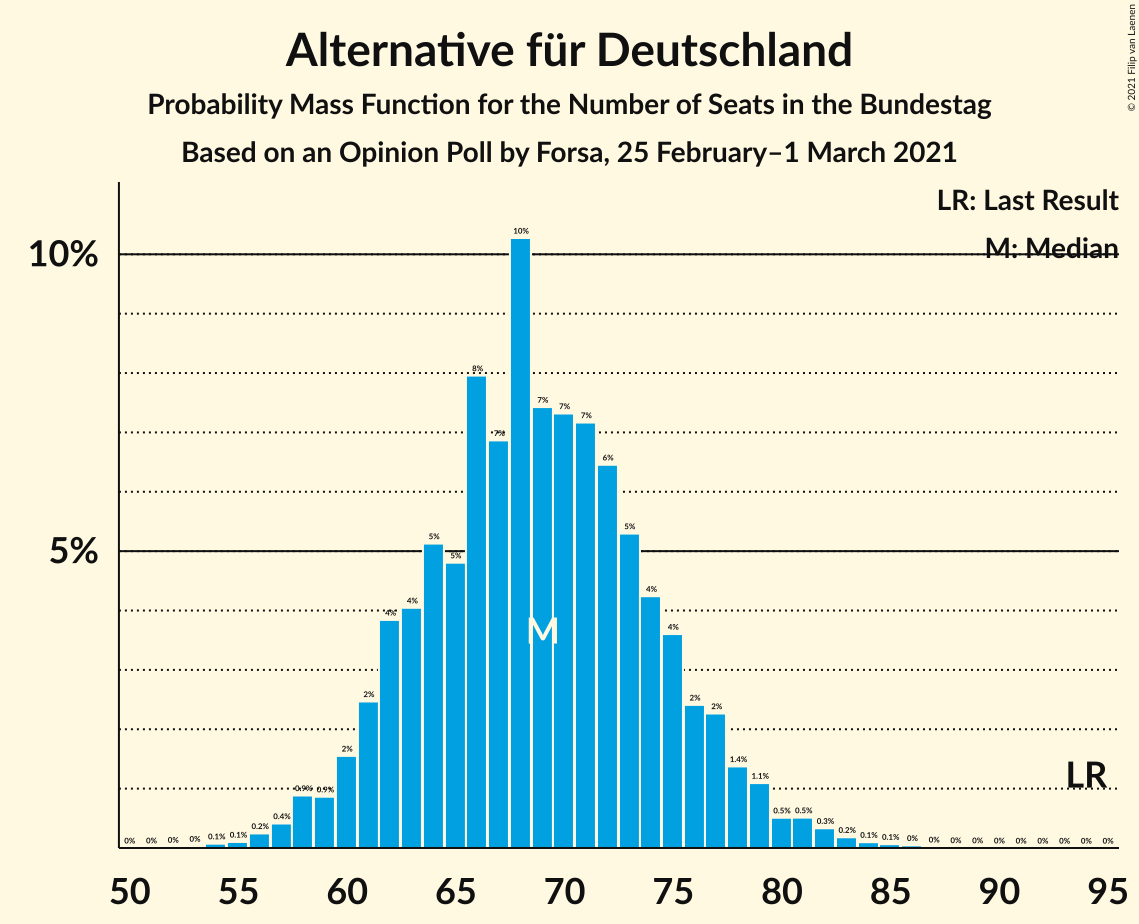 Alternative für Deutschland
Probability Mass Function for the Number of Seats in the Bundestag
Based on an Opinion Poll by Forsa, 25 February–1 March 2021
© 2021 Filip van Laenen
LR: Last Result
M: Median
10%
5%
0% 0% 0% 0% 0.1% 0.1% 0.2% 0.4% 0.9% 0.9% 2% 2% 4% 4% 5% 5% 8% 7% 10% 7% 7% 7% 6% 5% 4% 4% 2% 2% 1.4% 1.1% 0.5% 0.5% 0.3% 0.2% 0.1% 0.1% 0% 0% 0% 0% 0% 0% 0% 0% 0% 0%
M
LR
50 55 60 65 70 75 80 85 90 95